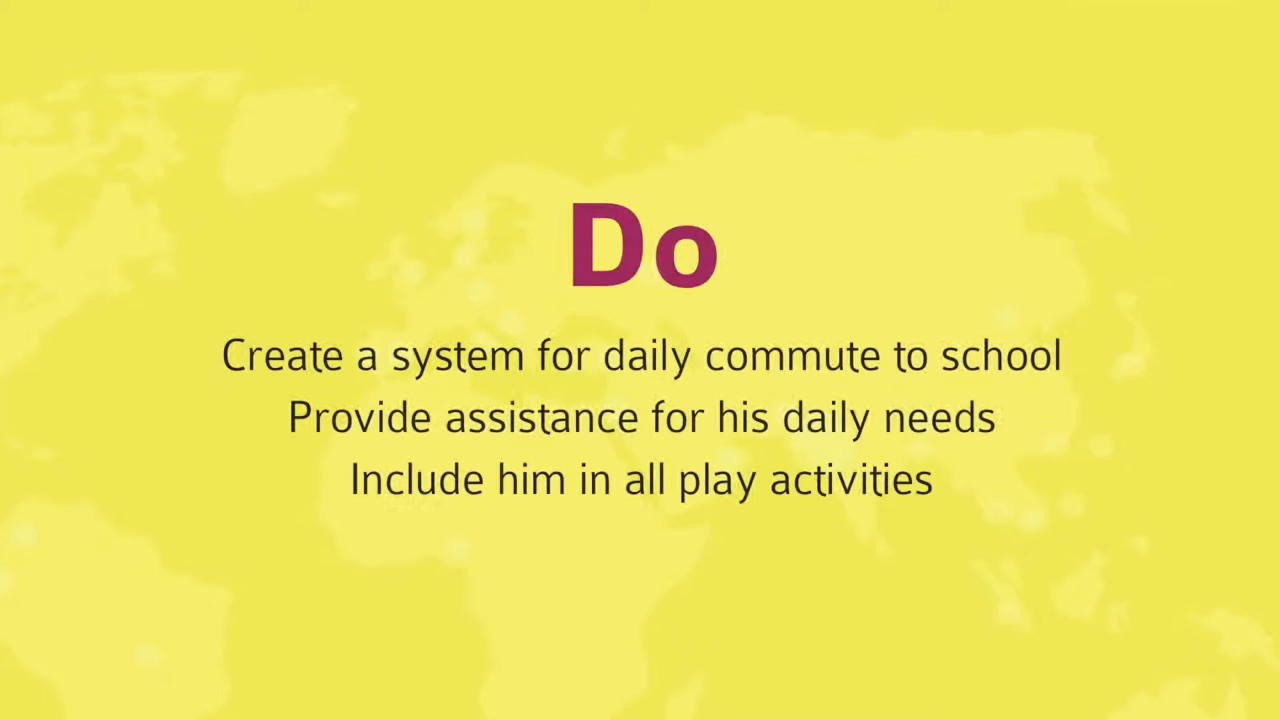 Do
Create a system for daily commute to school
Provide assistance for his daily needs
Include him in all play activities